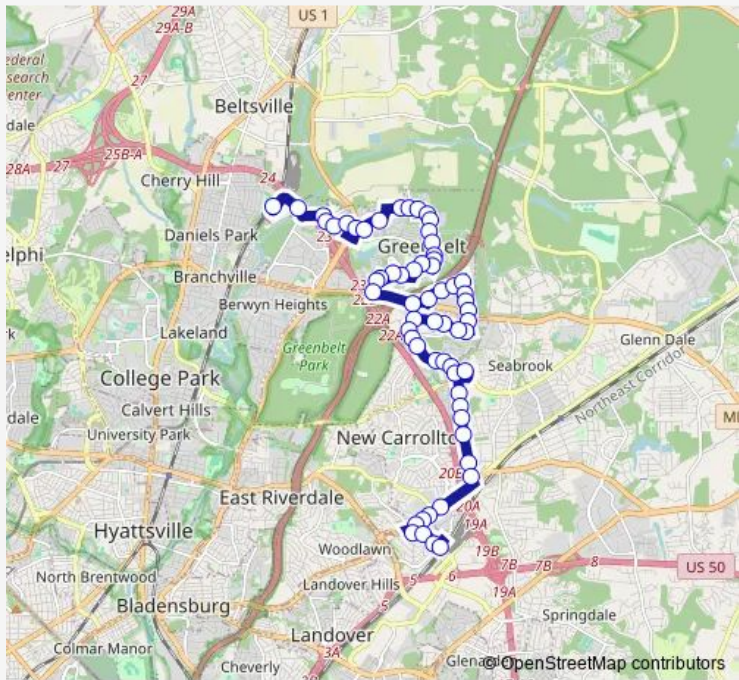 US 1
29A
29A-B
ederal
search
enter
27
Beltsville
dale
25B-A
28A
27
24
Cherry Hill
Daniels Park
23
Greenbelt
elphi
Branchville
Berwyn Heights
22A
22A
Lakeland
Greenbelt
Park
Seabrook
Glenn Dale
Northeast Corridor
College Park
dale
Calvert Hills
University Park
New Carrollto
20B
East Riverdale
20A
19A
Hyattsville
Woodlawn
19B
7B
7B
8
US 50
North Brentwood
Landover Hills
5
6
5
19A
Bladensburg
Springdale
Landover
Colmar Manor
3A
Cheverly
Glenard
© OpenStreetMap contributors